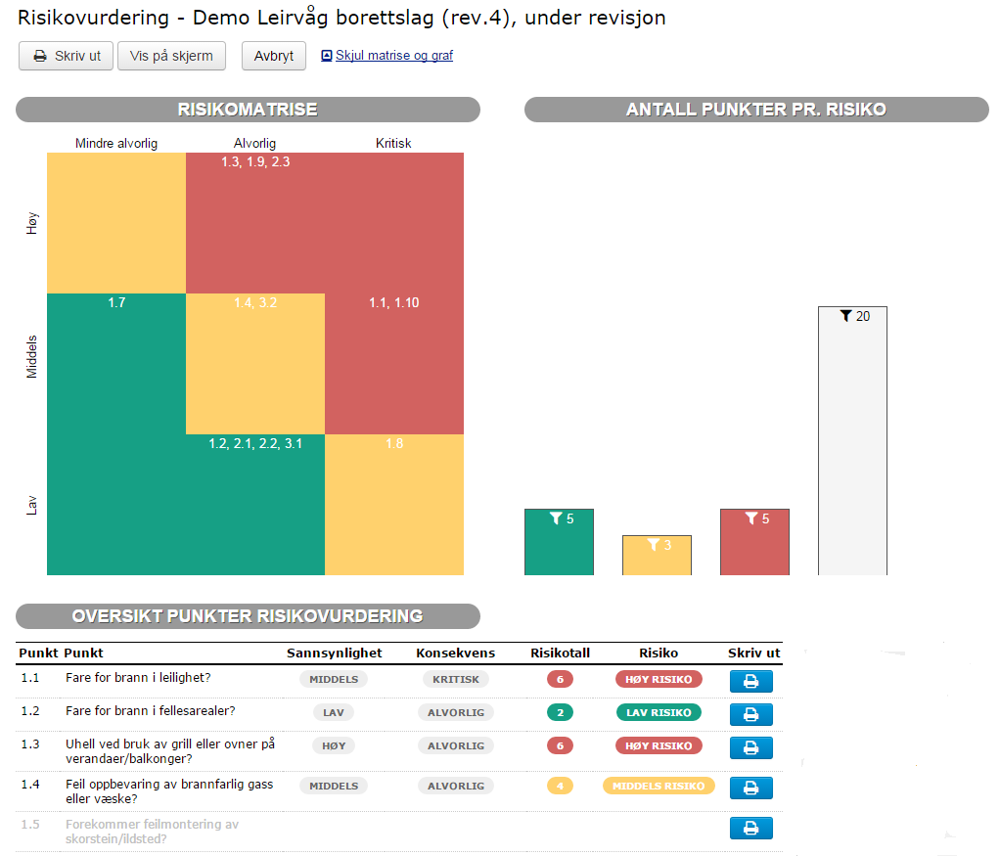 Risikovurdering - Demo Leirvåg borettslag (rev.4), under revisjon
Skriv ut Vis på skjerm Avbryt Skjul matrise og graf
RISIKOMATRISE
Mindre alvorlig Alvorlig Kritisk
Høy
1.3, 1.9, 2.3
Middels
1.7 1.4, 3.2 1.1, 1.10
Lav
1.2, 2.1, 2.2, 3.1 1.8
ANTALL PUNKTER PR. RISIKO
5 3 5 20
OVERSIKT PUNKTER RISIKOVURDERING
Punkt Punkt Sannsynlighet Konsekvens Risikotall Risiko Skriv ut
1.1 Fare for brann i leilighet? MIDDELS KRITISK 6 HØY RISIKO
1.2 Fare for brann i fellesarealer? LAV ALVORLIG 2 LAV RISIKO
1.3 Uhell ved bruk av grill eller ovner på HØY ALVORLIG 6 HØY RISIKO
verandaer/balkonger?
1.4 Feil oppbevaring av brannfarlig gass MIDDELS ALVORLIG 4 MIDDELS RISIKO
eller væske?
1.5 Forekommer feilmontering av
skorstein/ildsted?